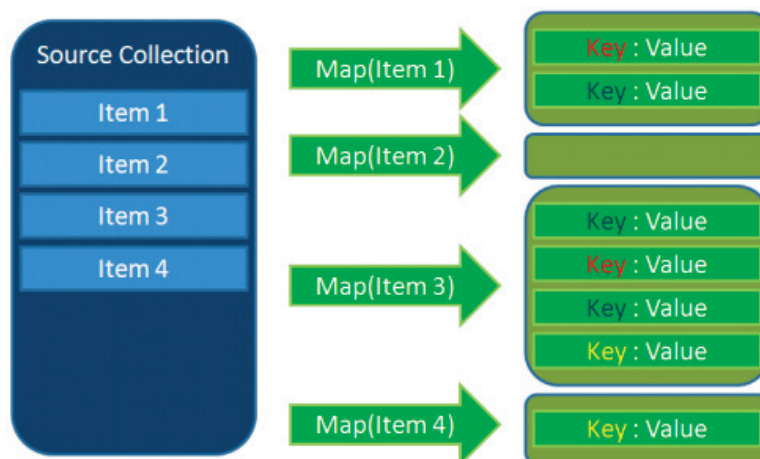 Source Collection
Item 1
Item 2
Item 3
Item 4
Map(Item 1)
Map(Item 2)
Map(Item 3)
Map(Item 4)
Key : Value
Key : Value
Key : Value
Key : Value
Key : Value
Key : Value
Key : Value